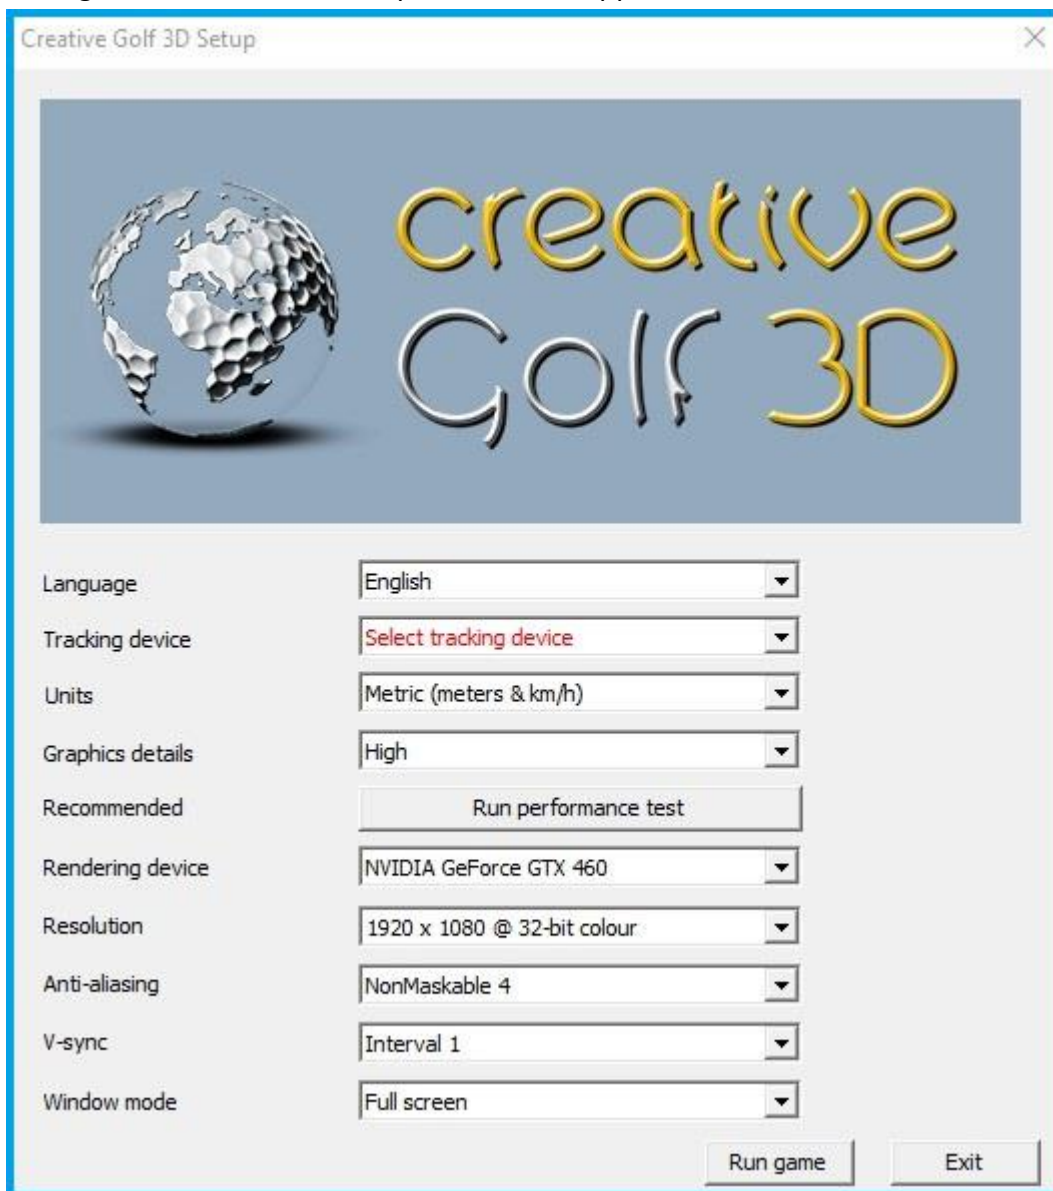 Creative Golf 3D Setup
creative
Golf 3D
Language English
Tracking device Select tracking device
Units Metric (meters & km/h)
Graphics details High
Recommended Run performance test
Rendering device NVIDIA GeForce GTX 460
Resolution 1920 x 1080 @ 32-bit colour
Anti-aliasing NonMaskable 4
V-sync Interval 1
Window mode Full screen
Run game Exit